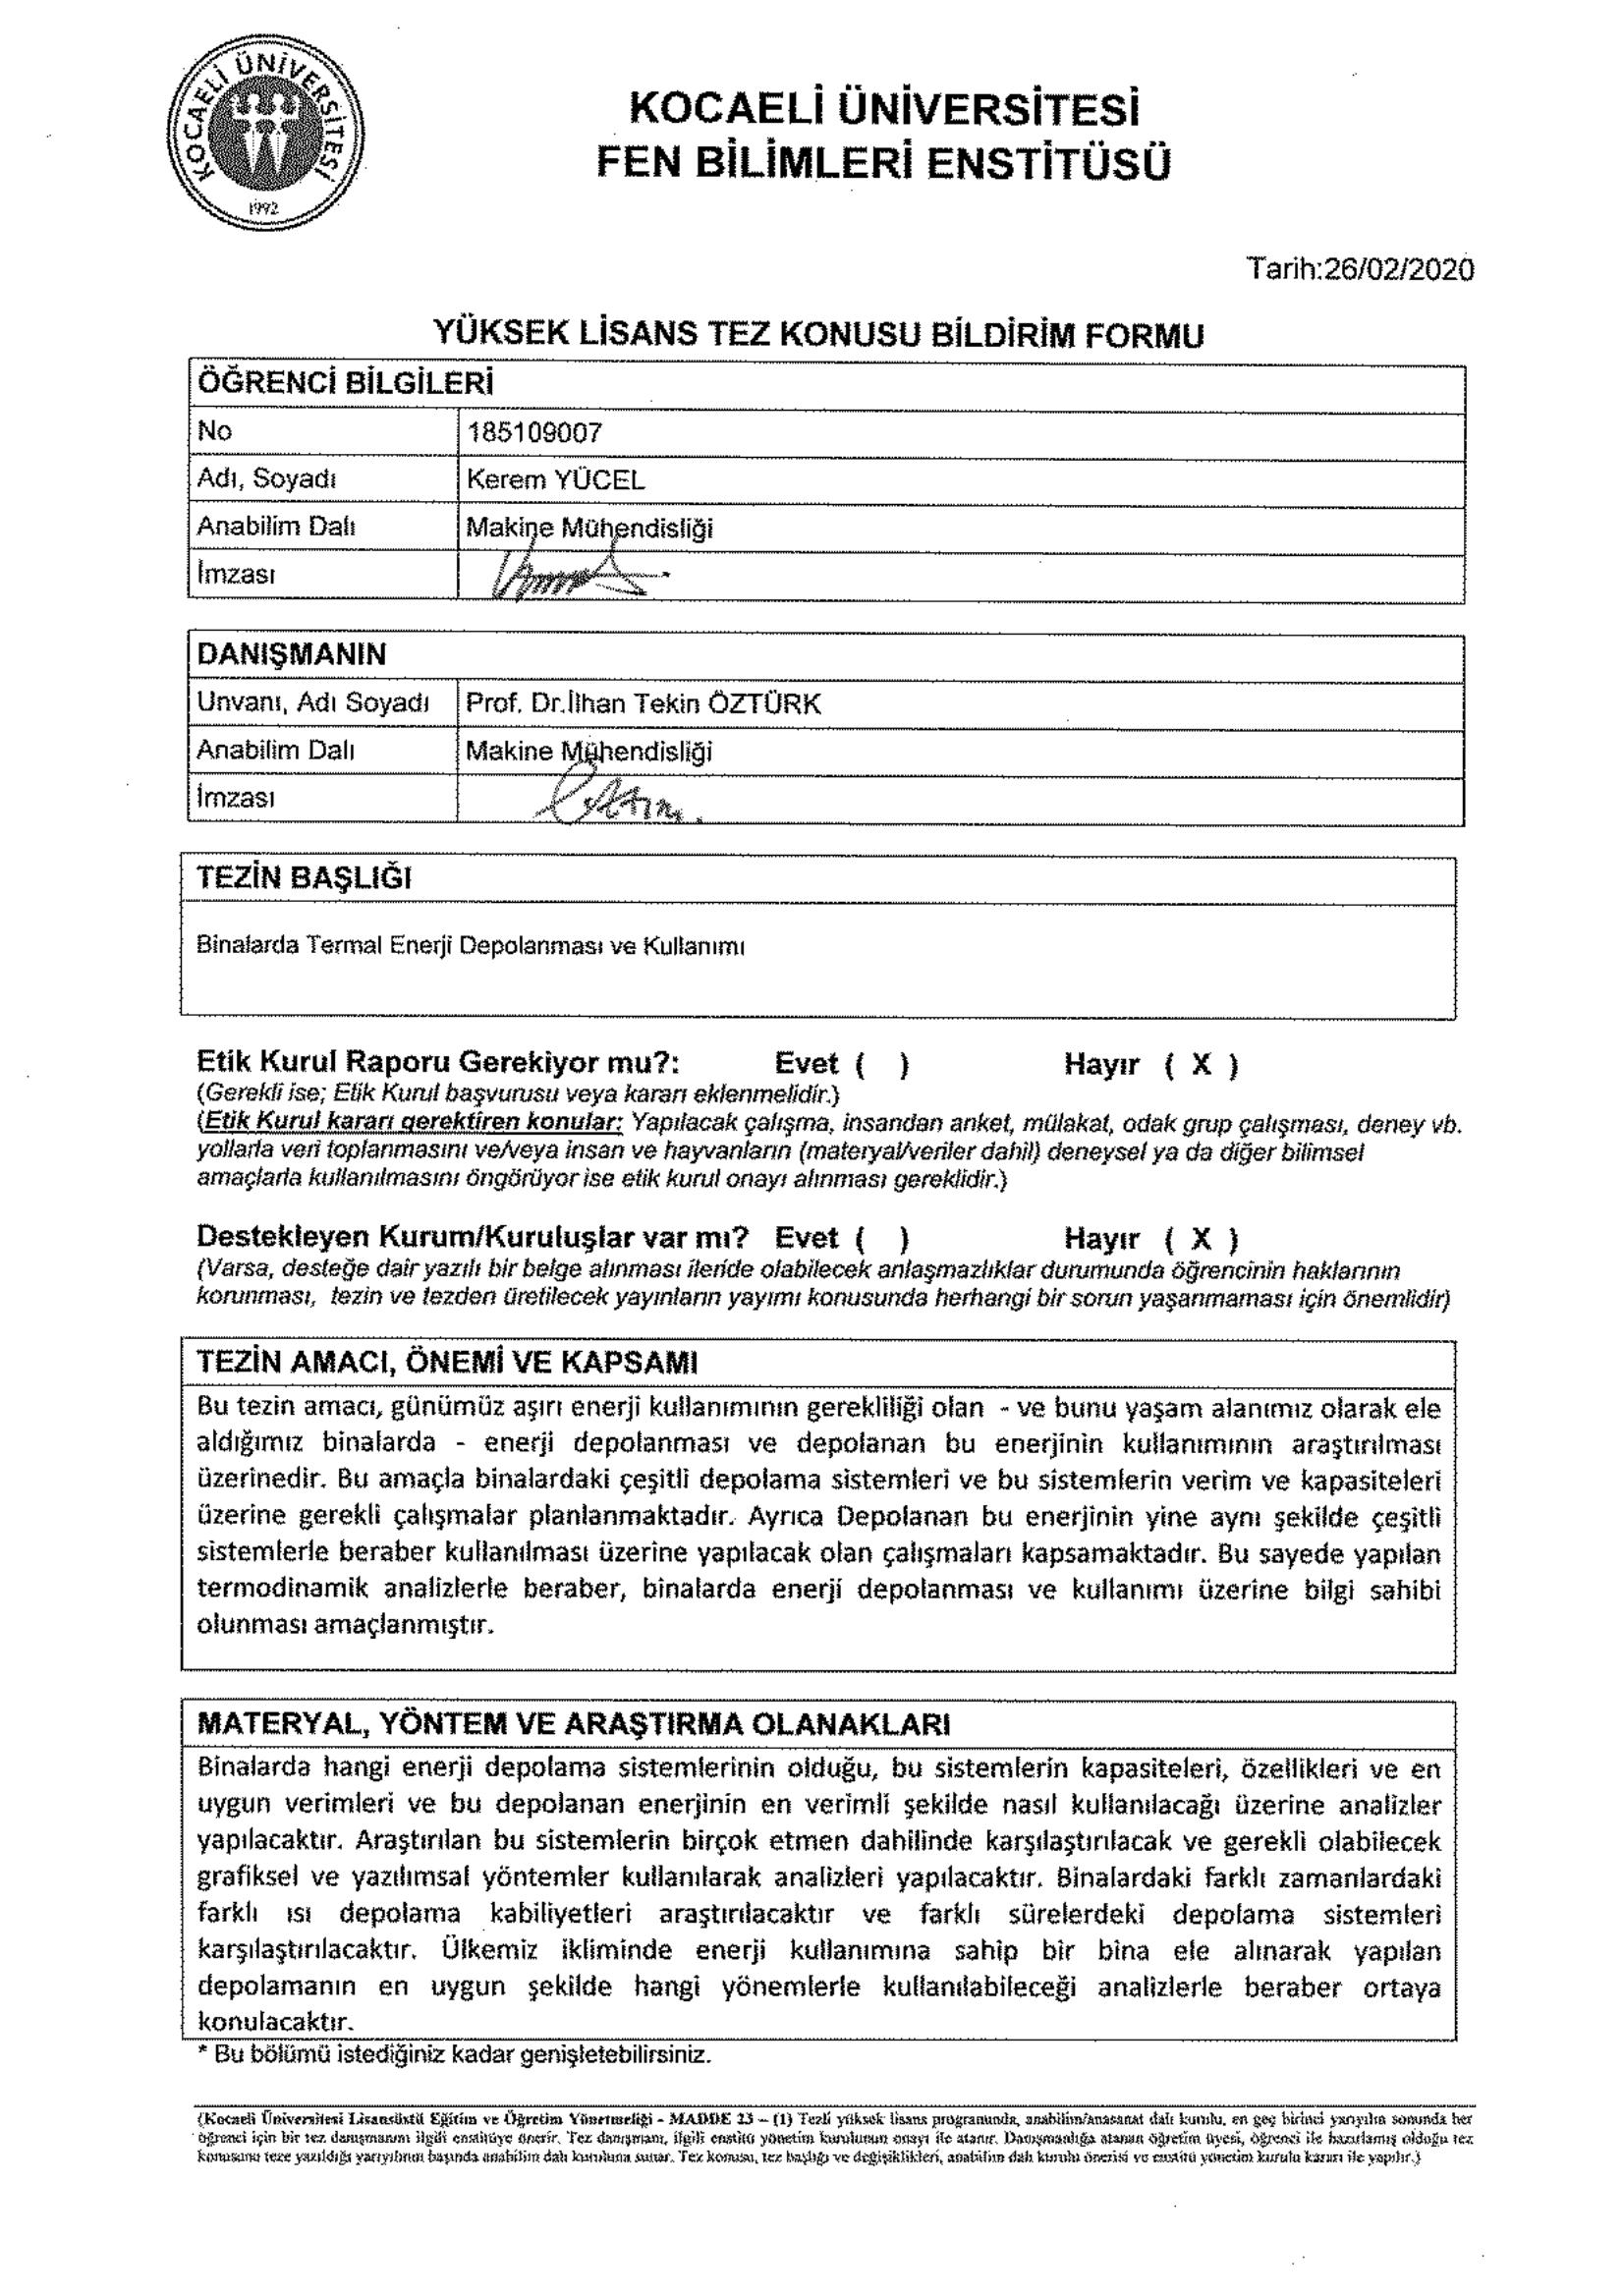 KOCAELİ ÜNİVERSİTESİ
1992
KOCAELİ ÜNİVERSİTESİ
FEN BİLİMLERİ ENSTİTÜSÜ
Tarih:26/02/2020
YÜKSEK LİSANS TEZ KONUSU BİLDİRİM FORMU
ÖĞRENCİ BİLGİLERİ
No 185109007
Adı, Soyadı Kerem YÜCEL
Anabilim Dalı Makine Mühendisliği
İmzası
DANIŞMANIN
Unvanı, Adı Soyadı Prof. Dr.İlhan Tekin ÖZTÜRK
Anabilim Dalı Makine Mühendisliği
İmzası
TEZİN BAŞLIĞI
Binalarda Termal Enerji Depolanması ve Kullanımı
Etik Kurul Raporu Gerekiyor mu?: Evet ( ) Hayır ( X )
(Gerekli ise; Etik Kurul başvurusu veya kararı eklenmelidir.)
(Etik Kurul kararı gerektiren konular: Yapılacak çalışma, insandan anket, mülakat, odak grup çalışması, deney vb.
yollarla veri toplanmasını ve/veya insan ve hayvanların (materyal/veriler dahil) deneysel ya da diğer bilimsel
amaçlarla kullanılmasını öngörüyor ise etik kurul onayı alınması gereklidir.)
Destekleyen Kurum/Kuruluşlar var mı? Evet ( ) Hayır ( X )
(Varsa, desteğe dair yazılı bir belge alınması ileride olabilecek anlaşmazlıklar durumunda öğrencinin haklarının
korunması, tezin ve tezden üretilecek yayınların yayımı konusunda herhangi bir sorun yaşanmaması için önemlidir)
TEZİN AMACI, ÖNEMİ VE KAPSAMI
Bu tezin amacı, günümüz aşırı enerji kullanımının gerekliliği olan - ve bunu yaşam alanımız olarak ele
aldığımız binalarda - enerji depolanması ve depolanan bu enerjinin kullanımının araştırılması
üzerinedir. Bu amaçla binalardaki çeşitli depolama sistemleri ve bu sistemlerin verim ve kapasiteleri
üzerine gerekli çalışmalar planlanmaktadır. Ayrıca Depolanan bu enerjinin yine aynı şekilde çeşitli
sistemlerle beraber kullanılması üzerine yapılacak olan çalışmaları kapsamaktadır. Bu sayede yapılan
termodinamik analizlerle beraber, binalarda enerji depolanması ve kullanımı üzerine bilgi sahibi
olunması amaçlanmıştır.
MATERYAL, YÖNTEM VE ARAŞTIRMA OLANAKLARI
Binalarda hangi enerji depolama sistemlerinin olduğu, bu sistemlerin kapasiteleri, özellikleri ve en
uygun verimleri ve bu depolanan enerjinin en verimli şekilde nasıl kullanılacağı üzerine analizler
yapılacaktır. Araştırılan bu sistemlerin birçok etmen dahilinde karşılaştırılacak ve gerekli olabilecek
grafiksel ve yazılımsal yöntemler kullanılarak analizleri yapılacaktır. Binalardaki farklı zamanlardaki
farklı ısı depolama kabiliyetleri araştırılacaktır ve farklı sürelerdeki depolama sistemleri
karşılaştırılacaktır. Ülkemiz ikliminde enerji kullanımına sahip bir bina ele alınarak yapılan
depolamanın en uygun şekilde hangi yönemlerle kullanılabileceği analizlerle beraber ortaya
konulacaktır.
* Bu bölümü istediğiniz kadar genişletebilirsiniz.
(Kocaeli Üniversitesi Lisansüstü Eğitim ve Öğretim Yönetmeliği - MADDE 23 – (1) Tezli yüksek lisans programında, anabilim/anasanat dalı kurulu, en geç birinci yarıyılın sonunda her
öğrenci için bir tez danışmanını ilgili enstitüye önerir. Tez danışmanı, ilgili enstitü yönetim kurulunun onayı ile atanır. Danışmanlığa atanan öğretim üyesi, öğrenci ile hazırlamış olduğu tez
konusunu teze yazıldığı yarıyılının başında anabilim dalı kuruluna sunar. Tez konusu, tez başlığı ve değişiklikleri, anabilim dalı kurulu önerisi ve enstitü yönetim kurulu kararı ile yapılır.)